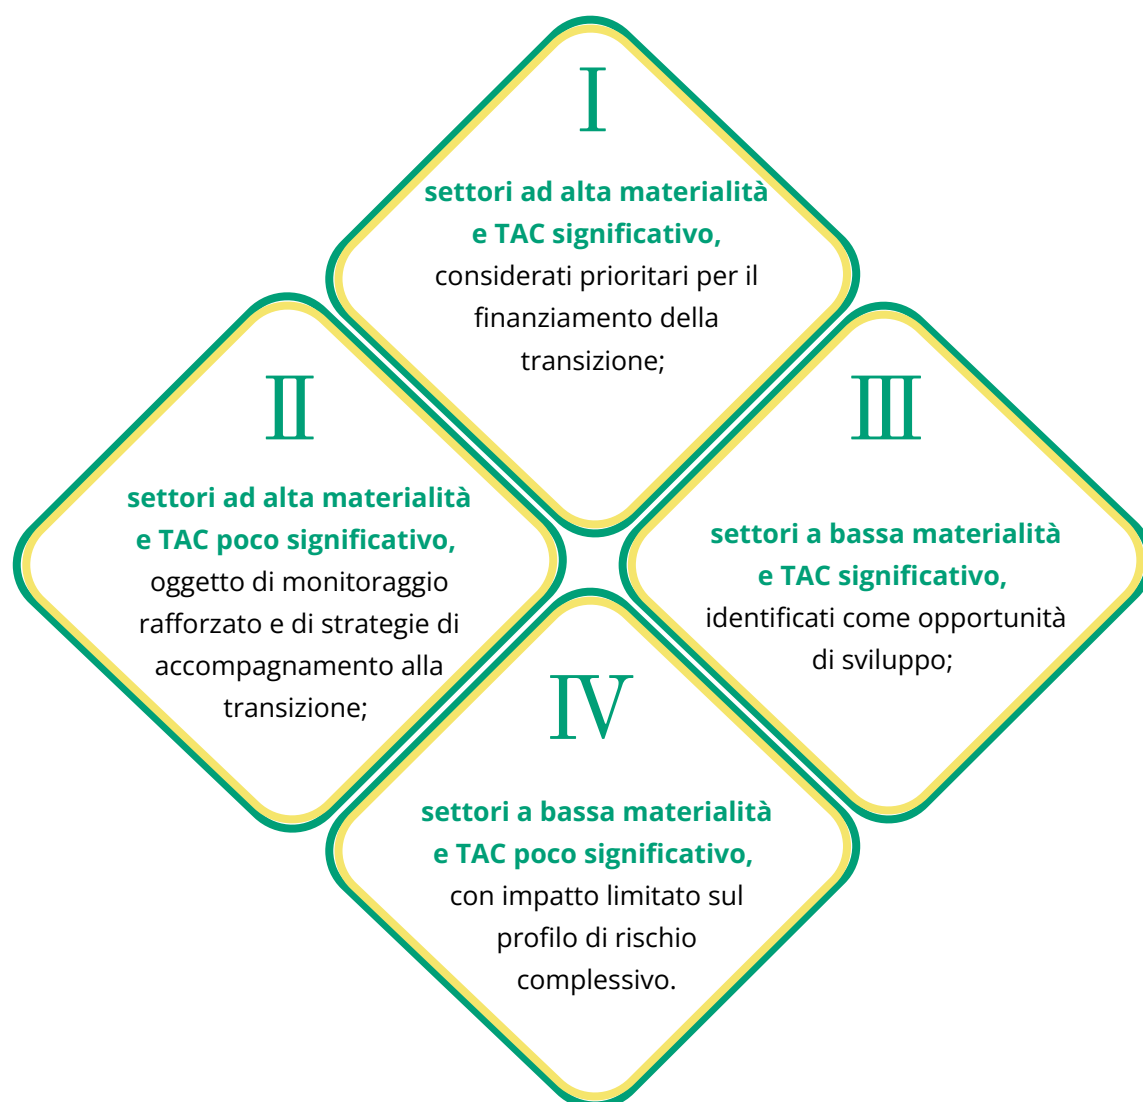 I
settori ad alta materialità
e TAC significativo,
considerati prioritari per il
finanziamento della
transizione;
II
settori ad alta materialità
e TAC poco significativo,
oggetto di monitoraggio
rafforzato e di strategie di
accompagnamento alla
transizione;
III
settori a bassa materialità
e TAC significativo,
identificati come opportunità
di sviluppo;
IV
settori a bassa materialità
e TAC poco significativo,
con impatto limitato sul
profilo di rischio
complessivo.